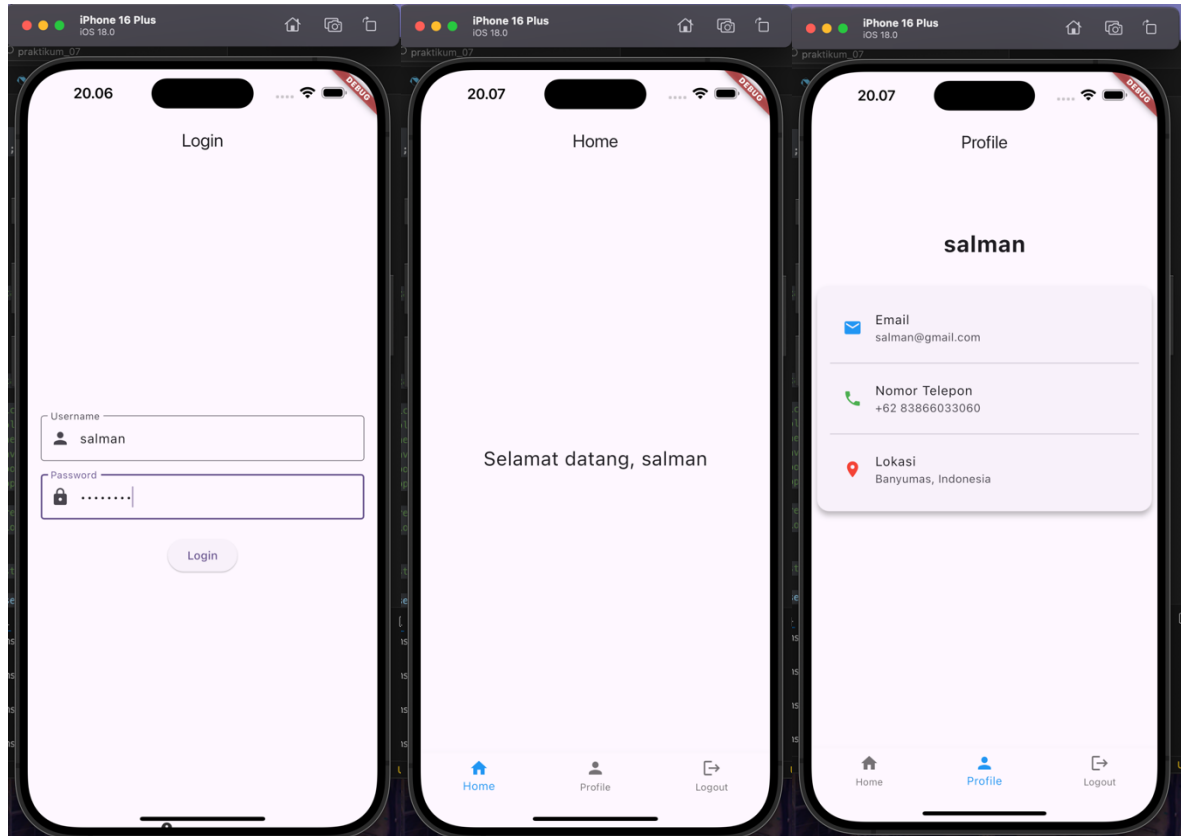 iPhone 16 Plus
iOS 18.0
praktikum_07
20.06
DEBUG
Login
Username
salman
Password
Login
iPhone 16 Plus
iOS 18.0
praktikum_07
20.07
DEBUG
Home
Selamat datang, salman
Home
Profile
Logout
iPhone 16 Plus
iOS 18.0
praktikum_07
20.07
DEBUG
Profile
salman
Email
salman@gmail.com
Nomor Telepon
+62 83866033060
Lokasi
Banyumas, Indonesia
Home
Profile
Logout